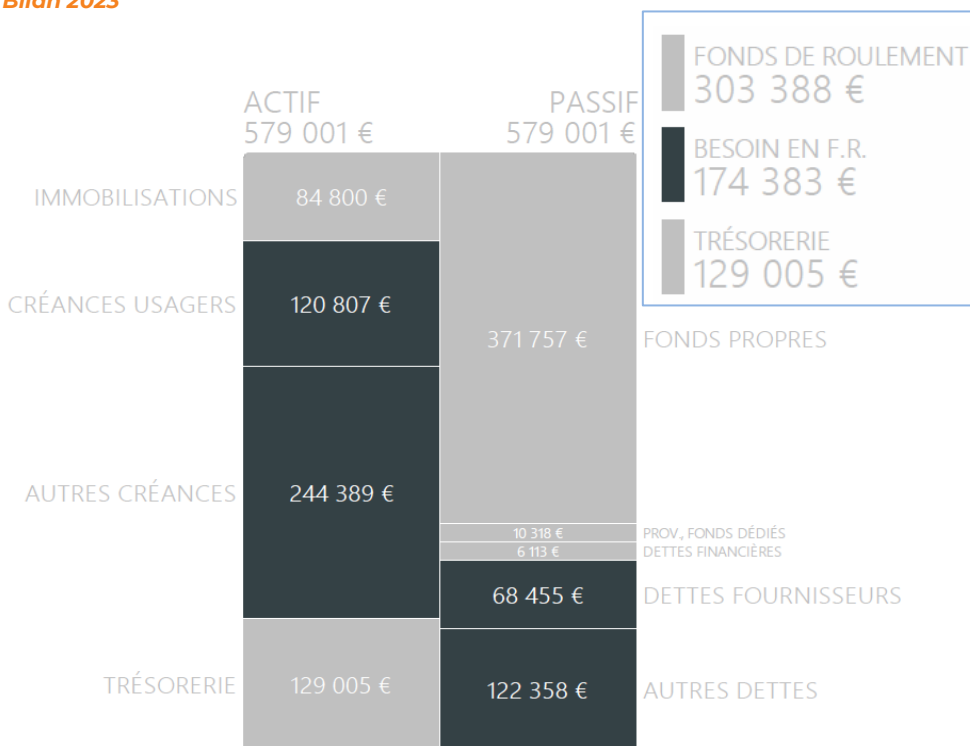 Bilan 2023
FONDS DE ROULEMENT
303 388 €
BESOIN EN F.R.
174 383 €
TRÉSORERIE
129 005 €
ACTIF
579 001 €
PASSIF
579 001 €
IMMOBILISATIONS
84 800 €
CRÉANCES USAGERS
120 807 €
371 757 €
FONDS PROPRES
AUTRES CRÉANCES
244 389 €
10 318 €
PROV., FONDS DÉDIÉS
6 113 €
DETTES FINANCIÈRES
68 455 €
DETTES FOURNISSEURS
TRÉSORERIE
129 005 €
122 358 €
AUTRES DETTES